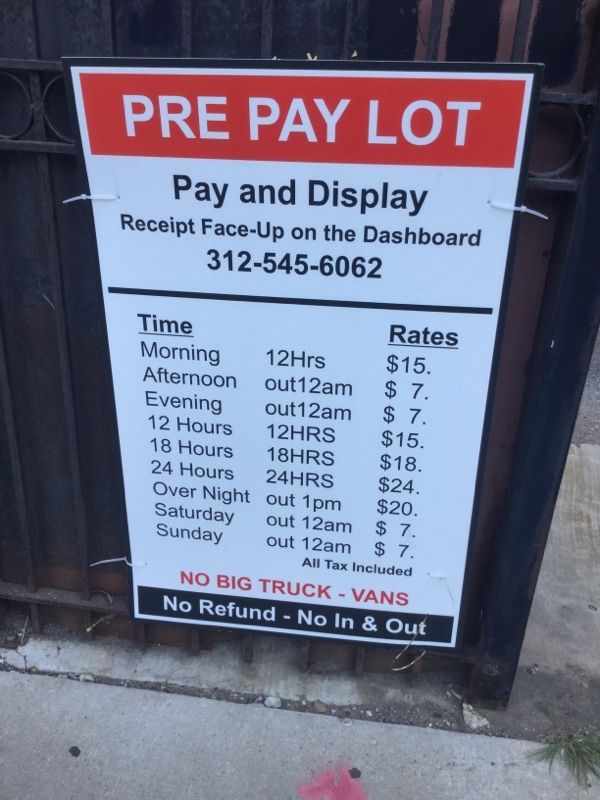 PRE PAY LOT
Pay and Display
Receipt Face-Up on the Dashboard
312-545-6062
Time Rates
Morning 12Hrs $15.
Afternoon out12am $ 7.
Evening out12am $ 7.
12 Hours 12HRS $15.
18 Hours 18HRS $18.
24 Hours 24HRS $24.
Over Night out 1pm $20.
Saturday out 12am $ 7.
Sunday out 12am $ 7.
All Tax Included
NO BIG TRUCK - VANS
No Refund - No In & Out